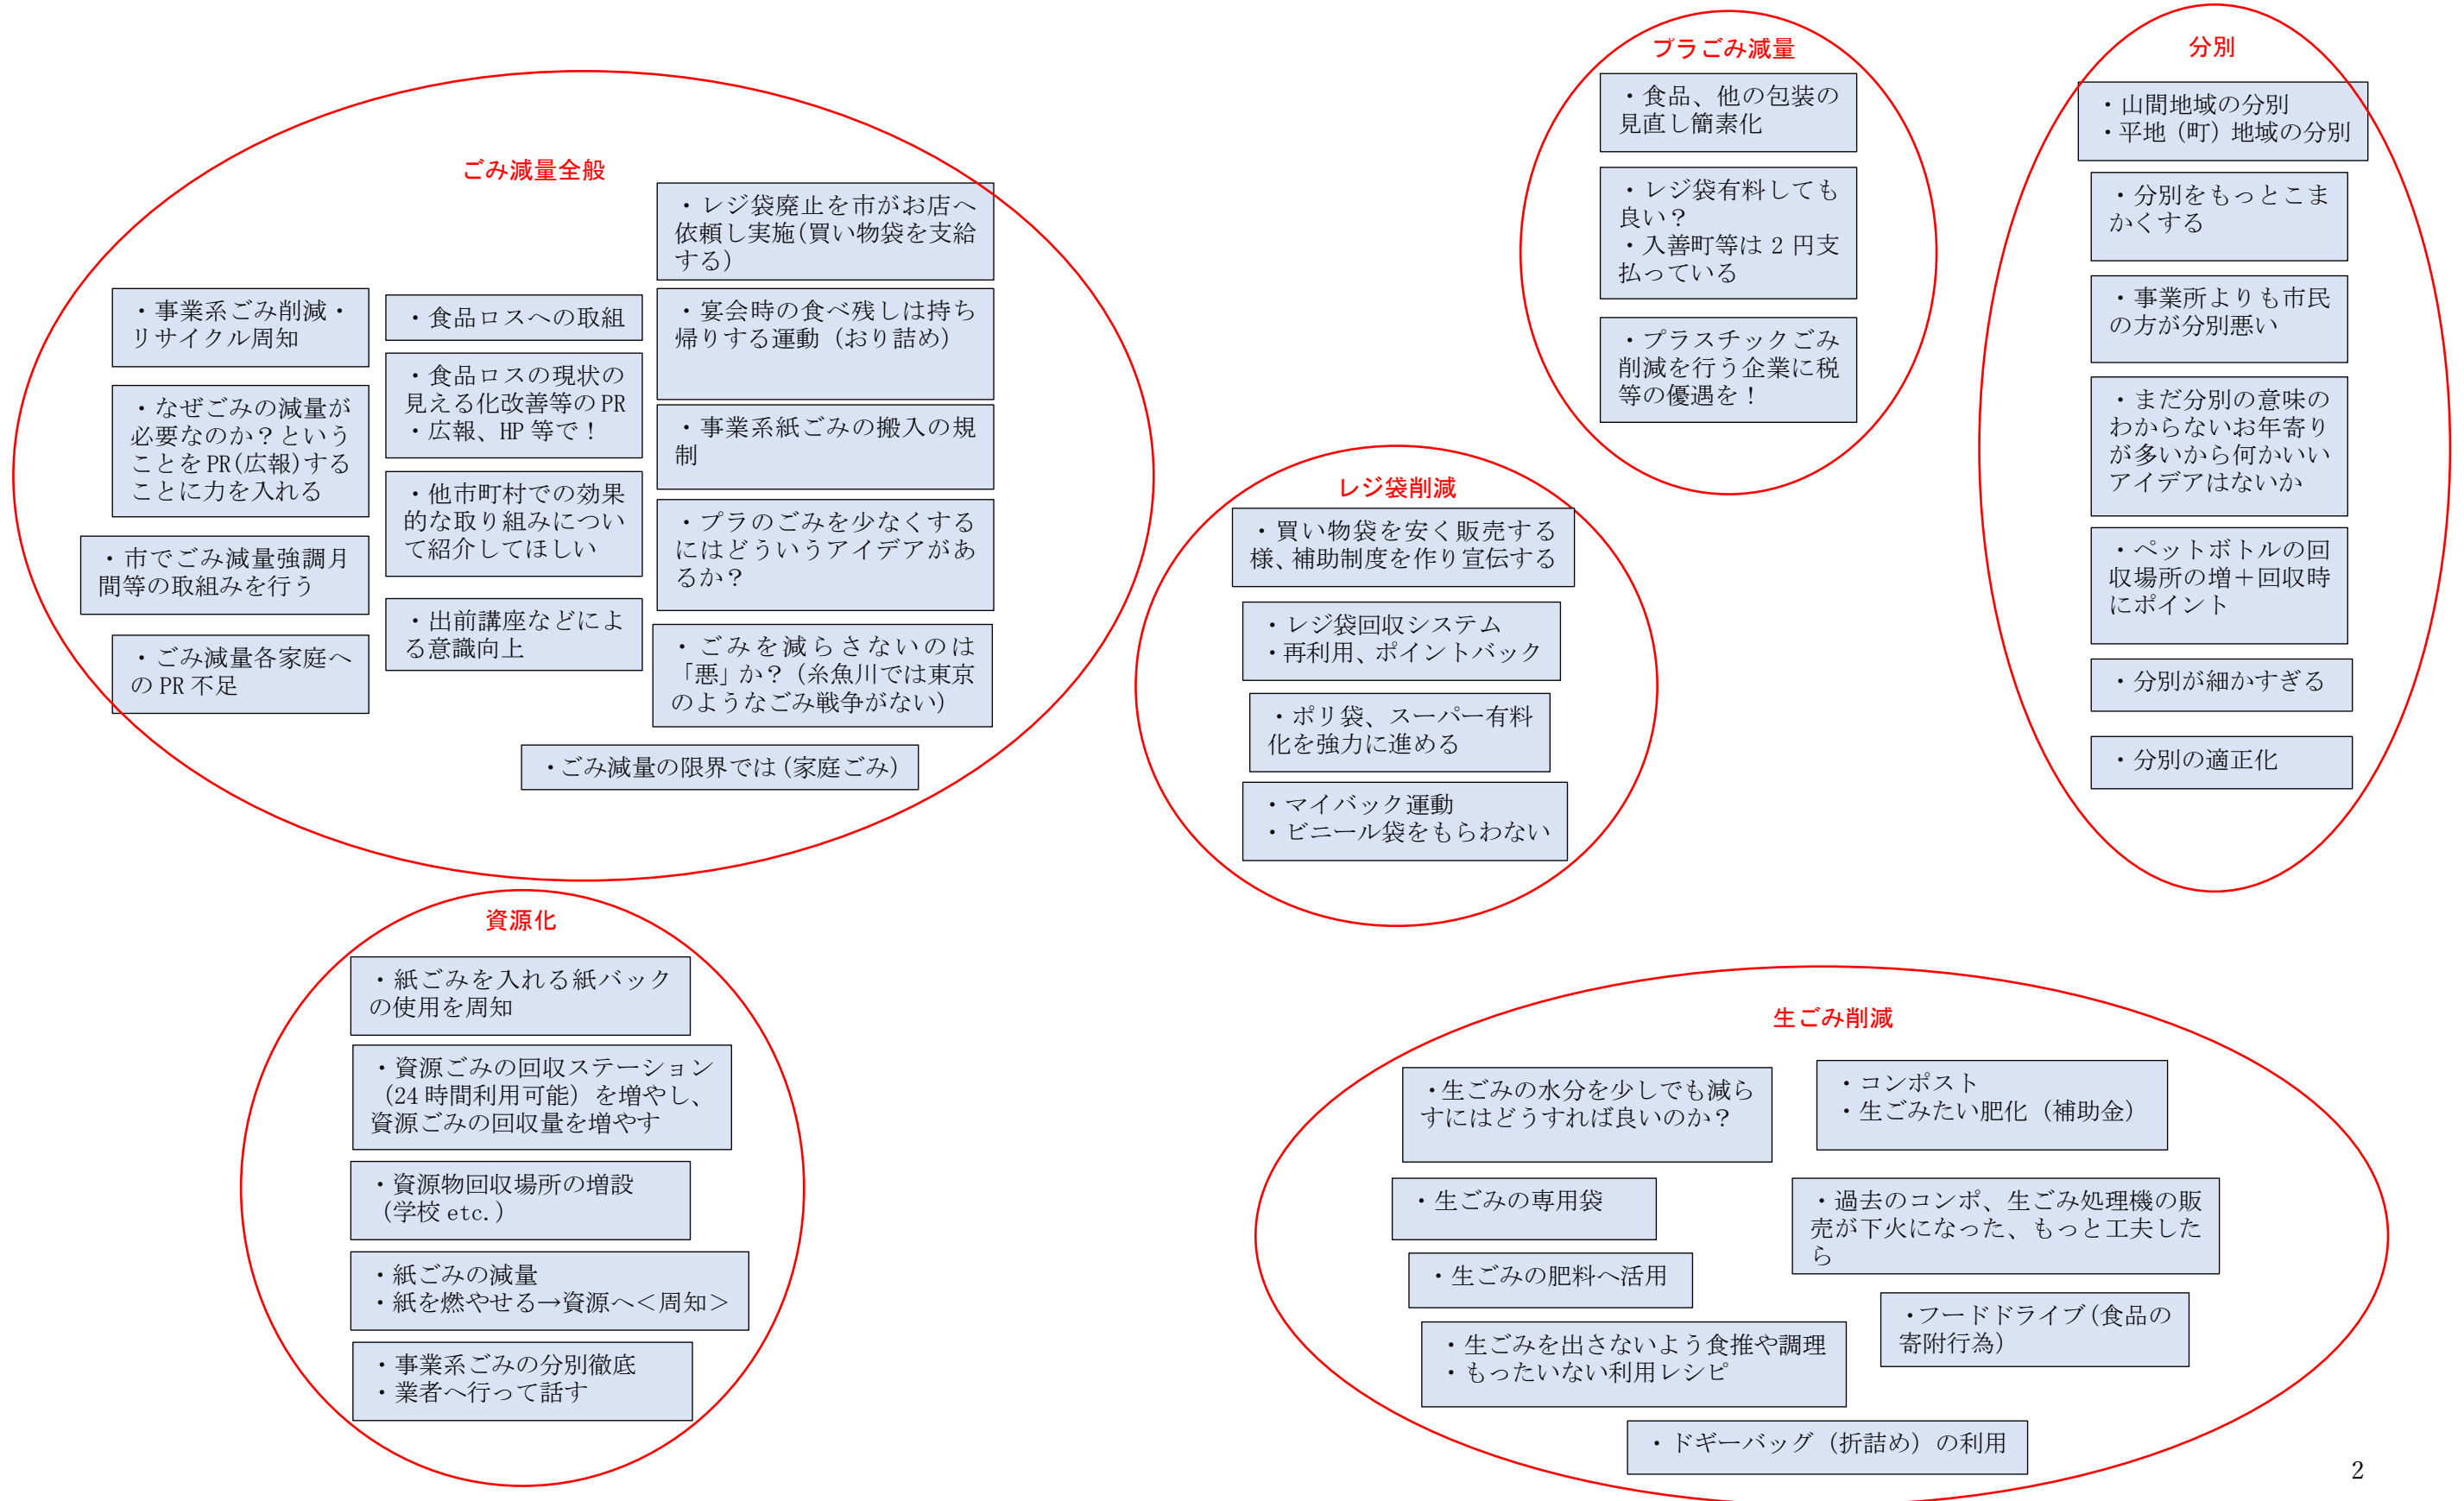 ごみ減量全般
・事業系ごみ削減・
リサイクル周知
・なぜごみの減量が
必要なのか？という
ことをPR(広報)する
ことに力を入れる
・市でごみ減量強調月
間等の取組みを行う
・ごみ減量各家庭へ
のPR不足
・食品ロスへの取組
・食品ロスの現状の
見える化改善等のPR
・広報、HP等で！
・他市町村での効果
的な取り組みについ
て紹介してほしい
・出前講座などによ
る意識向上
・レジ袋廃止を市がお店へ
依頼し実施(買い物袋を支給
する)
・宴会時の食べ残しは持ち
帰りする運動（おり詰め）
・事業系紙ごみの搬入の規
制
・プラのごみを少なくする
にはどういうアイデアがあ
るか？
・ごみを減らさないのは
「悪」か？（糸魚川では東京
のようなごみ戦争がない）
・ごみ減量の限界では（家庭ごみ）
プラごみ減量
・食品、他の包装の
見直し簡素化
・レジ袋有料しても
良い？
・入善町等は2円支
払っている
・プラスチックごみ
削減を行う企業に税
等の優遇を！
分別
・山間地域の分別
・平地（町）地域の分別
・分別をもっとこま
かくする
・事業所よりも市民
の方が分別悪い
・まだ分別の意味の
わからないお年寄り
が多いから何かいい
アイデアはないか
・ペットボトルの回
収場所の増＋回収時
にポイント
・分別が細かすぎる
・分別の適正化
レジ袋削減
・買い物袋を安く販売する
様、補助制度を作り宣伝する
・レジ袋回収システム
・再利用、ポイントバック
・ポリ袋、スーパー有料
化を強力に進める
・マイバック運動
・ビニール袋をもらわない
資源化
・紙ごみを入れる紙バック
の使用を周知
・資源ごみの回収ステーション
（24時間利用可能）を増やし、
資源ごみの回収量を増やす
・資源物回収場所の増設
（学校etc.）
・紙ごみの減量
・紙を燃やせる→資源へ＜周知＞
・事業系ごみの分別徹底
・業者へ行って話す
生ごみ削減
・生ごみの水分を少しでも減ら
すにはどうすれば良いのか？
・生ごみの専用袋
・生ごみの肥料へ活用
・生ごみを出さないよう食推や調理
・もったいない利用レシピ
・コンポスト
・生ごみたい肥化（補助金）
・過去のコンポ、生ごみ処理機の販
売が下火になった、もっと工夫した
ら
・フードドライブ(食品の
寄附行為)
・ドギーバッグ（折詰め）の利用
2